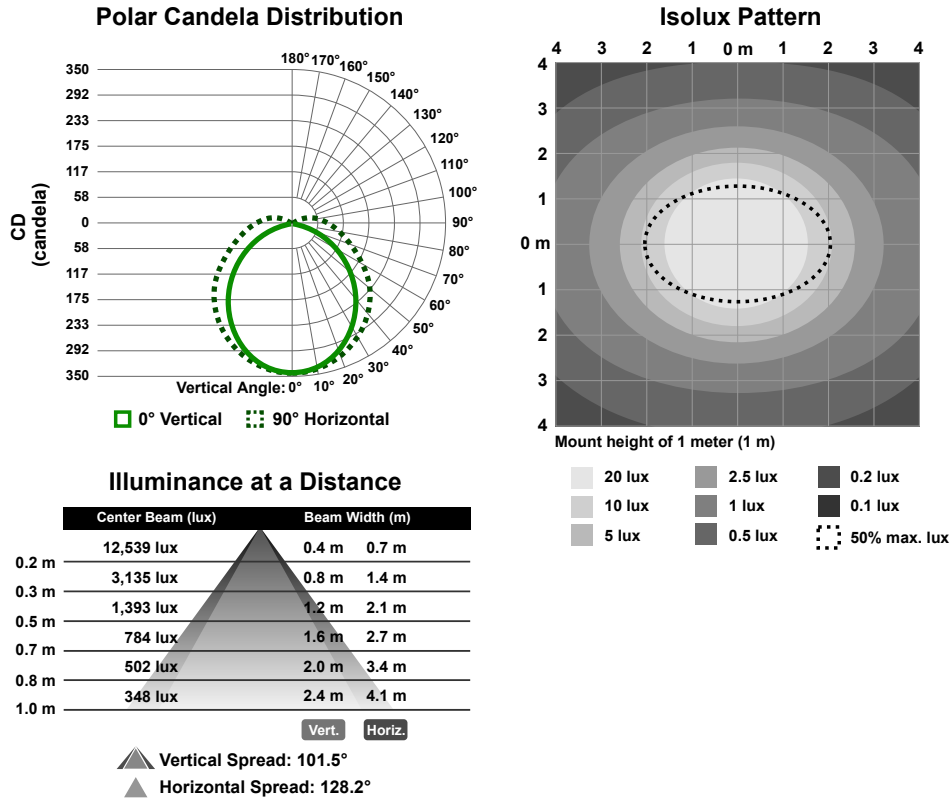 Polar Candela Distribution
350
292
233
175
117
58
0
58
117
175
233
292
350
CD
(candela)
180° 170° 160° 150° 140° 130° 120° 110° 100° 90° 80° 70° 60° 50° 40° 30° 20° 10° 0°
Vertical Angle:
0° Vertical 90° Horizontal
Isolux Pattern
4 3 2 1 0 m 1 2 3 4
4
3
2
1
0 m
1
2
3
4
Mount height of 1 meter (1 m)
20 lux 2.5 lux 0.2 lux
10 lux 1 lux 0.1 lux
5 lux 0.5 lux 50% max. lux
Illuminance at a Distance
Center Beam (lux) Beam Width (m)
12,539 lux 0.4 m 0.7 m
0.2 m
3,135 lux 0.8 m 1.4 m
0.3 m
1,393 lux 1.2 m 2.1 m
0.5 m
784 lux 1.6 m 2.7 m
0.7 m
502 lux 2.0 m 3.4 m
0.8 m
348 lux 2.4 m 4.1 m
1.0 m
Vert. Horiz.
Vertical Spread: 101.5°
Horizontal Spread: 128.2°